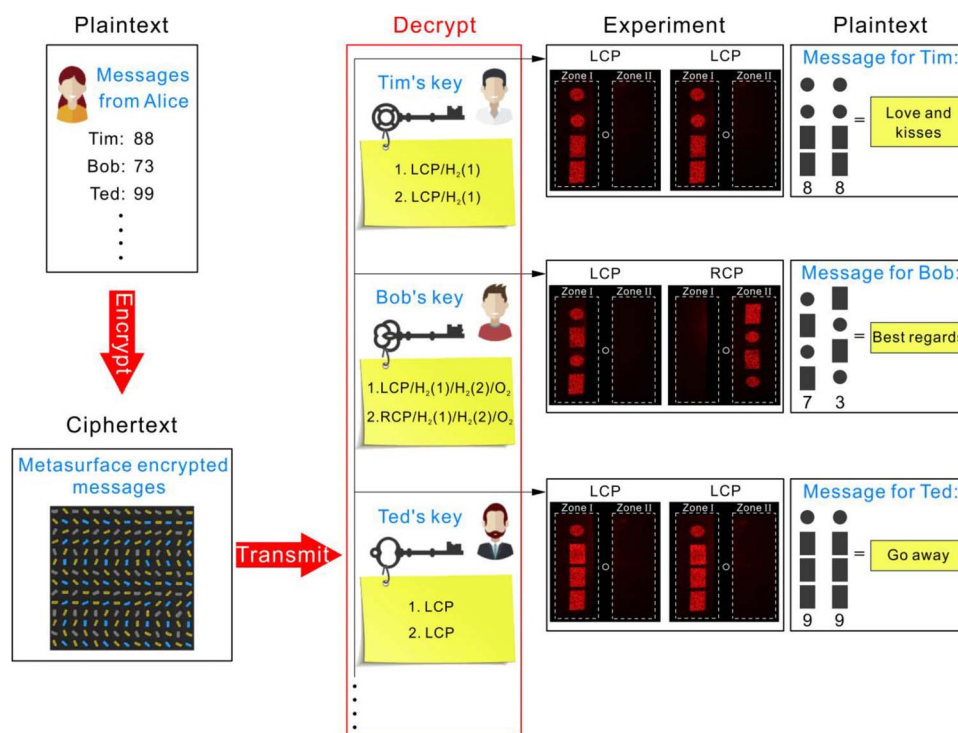 Plaintext
Messages
from Alice
Tim: 88
Bob: 73
Ted: 99
Encrypt
Ciphertext
Metasurface encrypted
messages
Transmit
Decrypt
Tim's key
1. LCP/H₂(1)
2. LCP/H₂(1)
Bob's key
1.LCP/H₂(1)/H₂(2)/O₂
2.RCP/H₂(1)/H₂(2)/O₂
Ted's key
1. LCP
2. LCP
Experiment
LCP LCP
Zone I Zone II Zone I Zone II
LCP RCP
Zone I Zone II Zone I Zone II
LCP LCP
Zone I Zone II Zone I Zone II
Plaintext
Message for Tim:
= Love and
kisses
8 8
Message for Bob:
= Best regards
7 3
Message for Ted:
= Go away
9 9